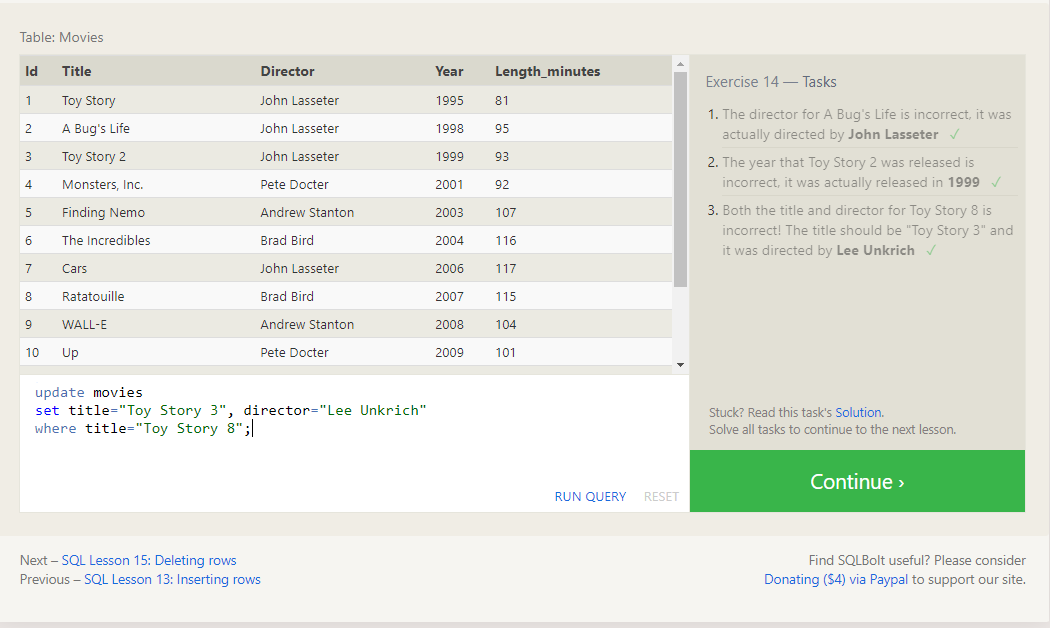 Table: Movies
Id Title Director Year Length_minutes
1 Toy Story John Lasseter 1995 81
2 A Bug's Life John Lasseter 1998 95
3 Toy Story 2 John Lasseter 1999 93
4 Monsters, Inc. Pete Docter 2001 92
5 Finding Nemo Andrew Stanton 2003 107
6 The Incredibles Brad Bird 2004 116
7 Cars John Lasseter 2006 117
8 Ratatouille Brad Bird 2007 115
9 WALL-E Andrew Stanton 2008 104
10 Up Pete Docter 2009 101
update movies
set title="Toy Story 3", director="Lee Unkrich"
where title="Toy Story 8";
RUN QUERY RESET
Exercise 14 — Tasks
1. The director for A Bug's Life is incorrect, it was
actually directed by John Lasseter ✓
2. The year that Toy Story 2 was released is
incorrect, it was actually released in 1999 ✓
3. Both the title and director for Toy Story 8 is
incorrect! The title should be "Toy Story 3" and
it was directed by Lee Unkrich ✓
Stuck? Read this task's Solution.
Solve all tasks to continue to the next lesson.
Continue ›
Next – SQL Lesson 15: Deleting rows
Previous – SQL Lesson 13: Inserting rows
Find SQLBolt useful? Please consider
Donating ($4) via Paypal to support our site.